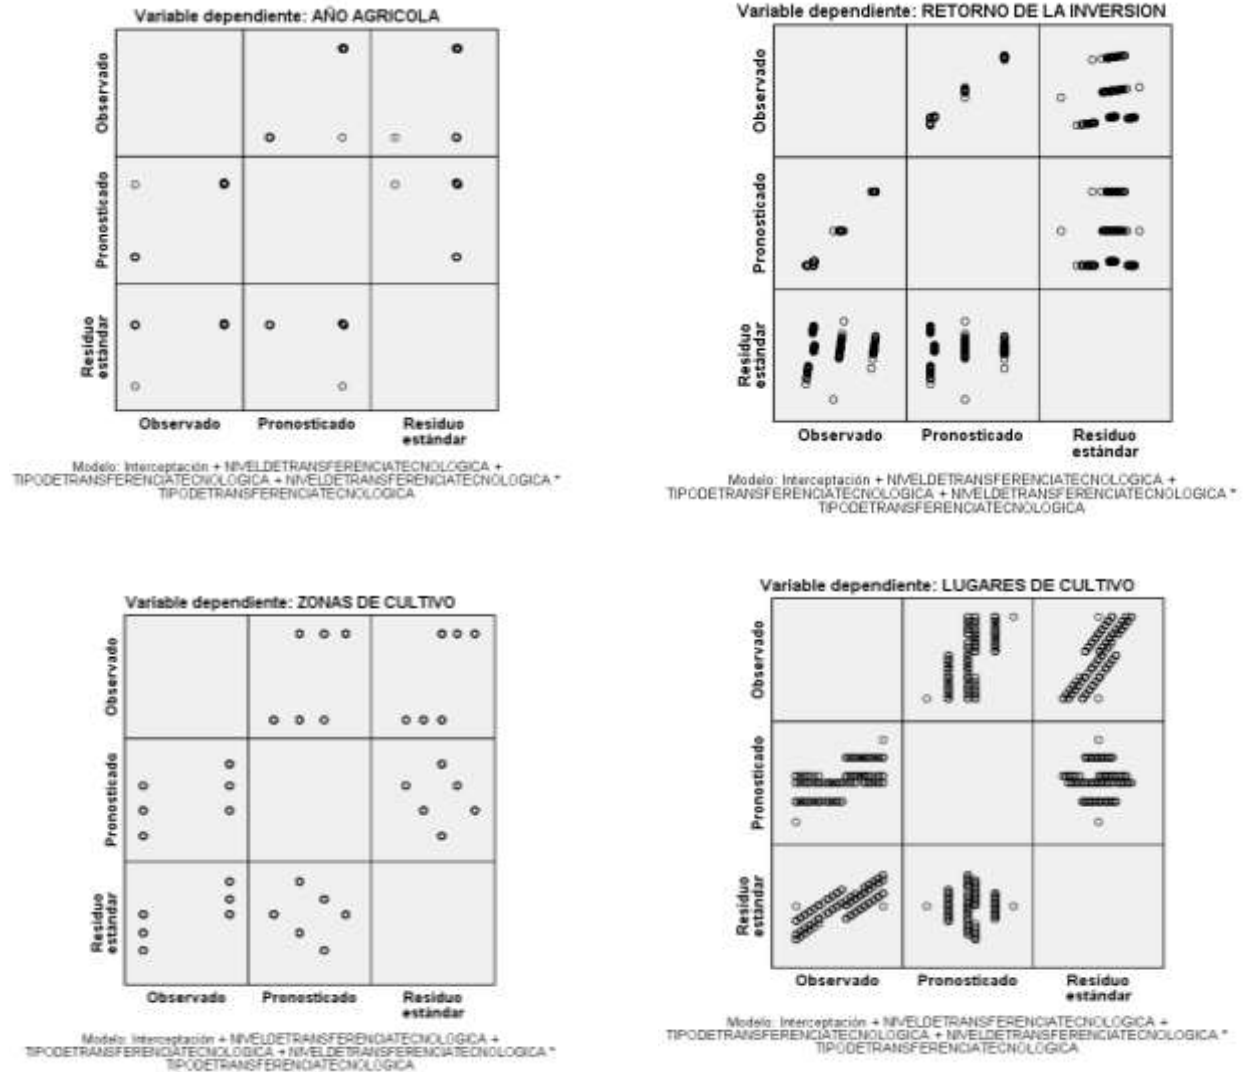 Variable dependiente: AÑO AGRICOLA
Observado
Pronosticado
Residuo
estándar
Observado Pronosticado Residuo
estándar
Modelo: Interceptación + NIVELDETRANSFERENCIATECNOLOGICA +
TIPODETRANSFERENCIATECNOLOGICA + NIVELDETRANSFERENCIATECNOLOGICA *
TIPODETRANSFERENCIATECNOLOGICA
Variable dependiente: RETORNO DE LA INVERSION
Observado
Pronosticado
Residuo
estándar
Observado Pronosticado Residuo
estándar
Modelo: Interceptación + NIVELDETRANSFERENCIATECNOLOGICA +
TIPODETRANSFERENCIATECNOLOGICA + NIVELDETRANSFERENCIATECNOLOGICA *
TIPODETRANSFERENCIATECNOLOGICA
Variable dependiente: ZONAS DE CULTIVO
Observado
Pronosticado
Residuo
estándar
Observado Pronosticado Residuo
estándar
Modelo: Interceptación + NIVELDETRANSFERENCIATECNOLOGICA +
TIPODETRANSFERENCIATECNOLOGICA + NIVELDETRANSFERENCIATECNOLOGICA *
TIPODETRANSFERENCIATECNOLOGICA
Variable dependiente: LUGARES DE CULTIVO
Observado
Pronosticado
Residuo
estándar
Observado Pronosticado Residuo
estándar
Modelo: Interceptación + NIVELDETRANSFERENCIATECNOLOGICA +
TIPODETRANSFERENCIATECNOLOGICA + NIVELDETRANSFERENCIATECNOLOGICA *
TIPODETRANSFERENCIATECNOLOGICA